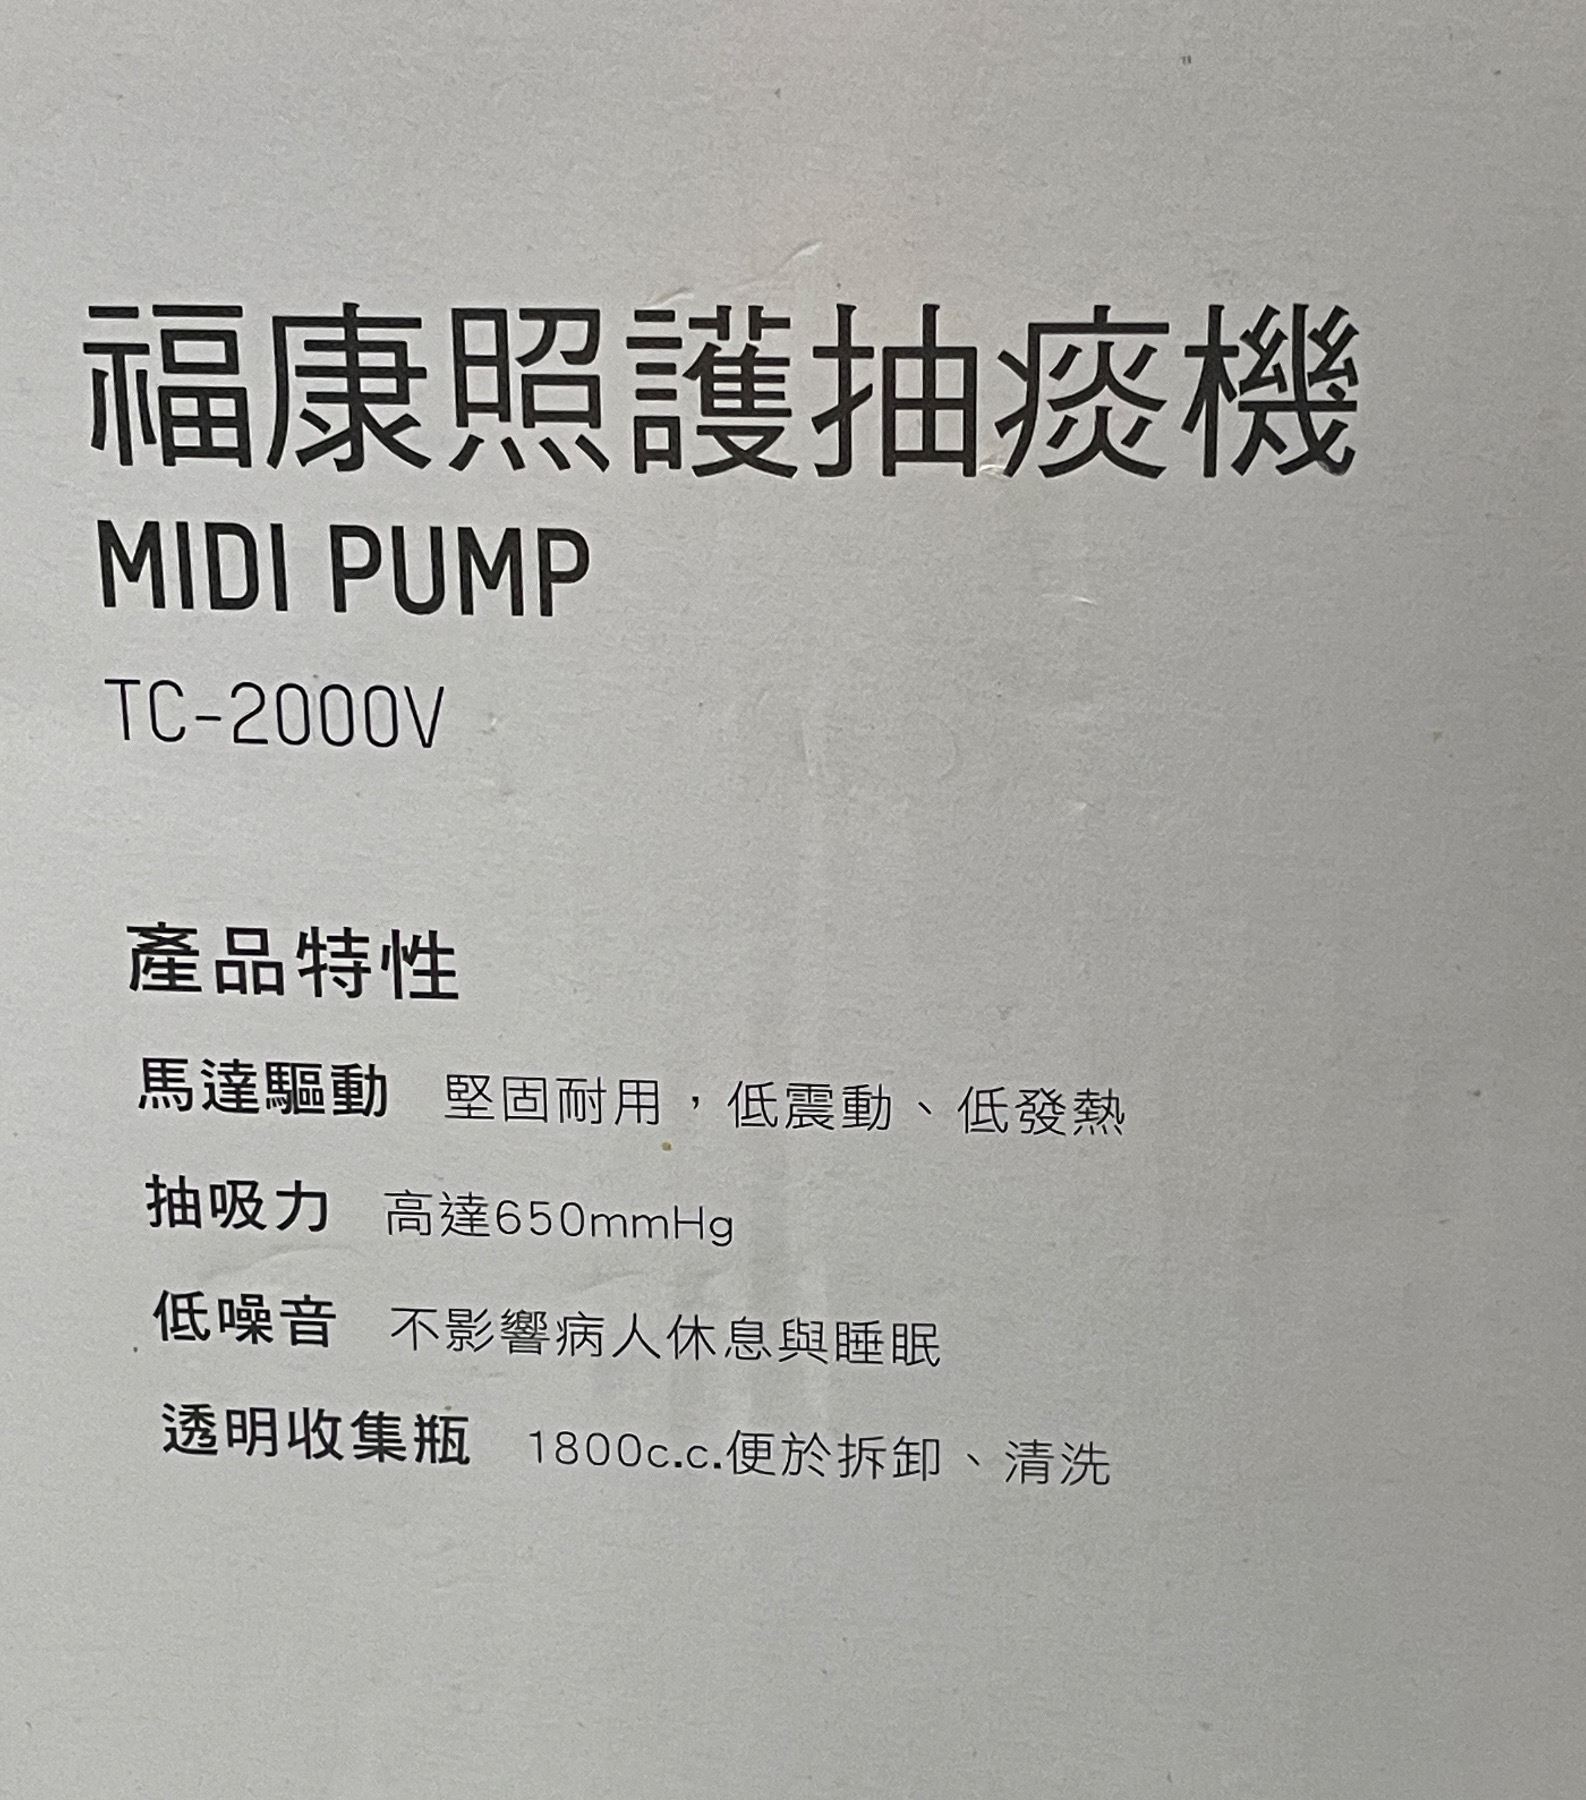 福康照護抽痰機
MIDI PUMP
TC-2000V
產品特性
馬達驅動 堅固耐用，低震動、低發熱
抽吸力 高達650mmHg
低噪音 不影響病人休息與睡眠
透明收集瓶 1800c.c.便於拆卸、清洗